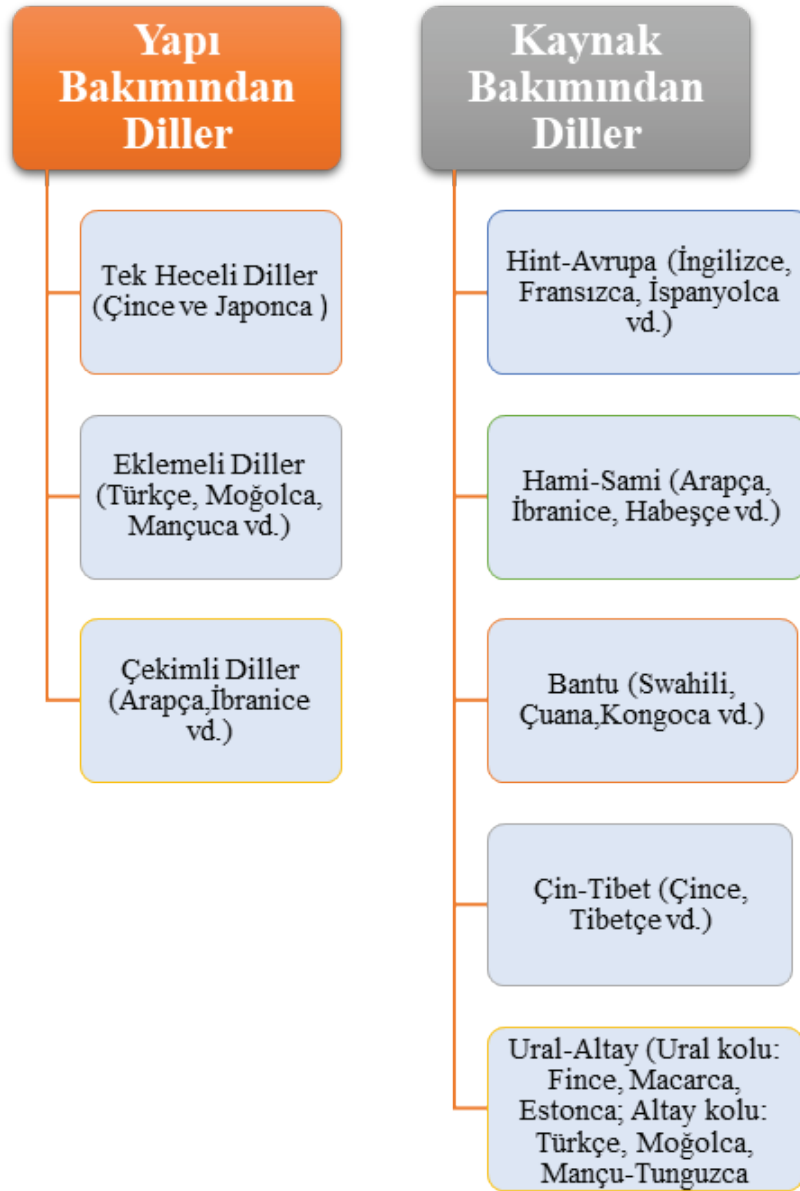 Yapı
Bakımından
Diller
Tek Heceli Diller
(Çince ve Japonca )
Eklemeli Diller
(Türkçe, Moğolca,
Mançuca vd.)
Çekimli Diller
(Arapça,İbranice
vd.)
Kaynak
Bakımından
Diller
Hint-Avrupa (İngilizce,
Fransızca, İspanyolca
vd.)
Hami-Sami (Arapça,
İbranice, Habeşçe vd.)
Bantu (Swahili,
Çuana,Kongoca vd.)
Çin-Tibet (Çince,
Tibetçe vd.)
Ural-Altay (Ural kolu:
Fince, Macarca,
Estonca; Altay kolu:
Türkçe, Moğolca,
Mançu-Tunguzca